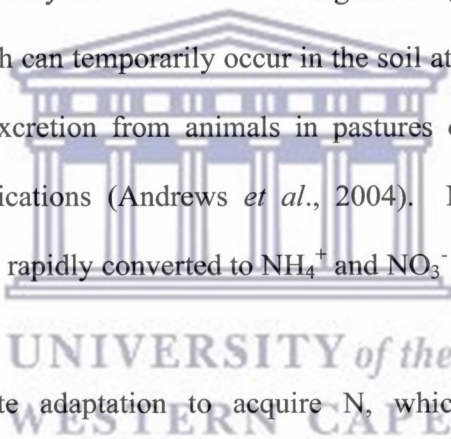 h can temporarily occur in the soil at
xcretion from animals in pastures
ications (Andrews et al., 2004).
rapidly converted to NH₄⁺ and NO₃⁻
UNIVERSITY of the
te adaptation to acquire N, whic
WESTERN CAPE